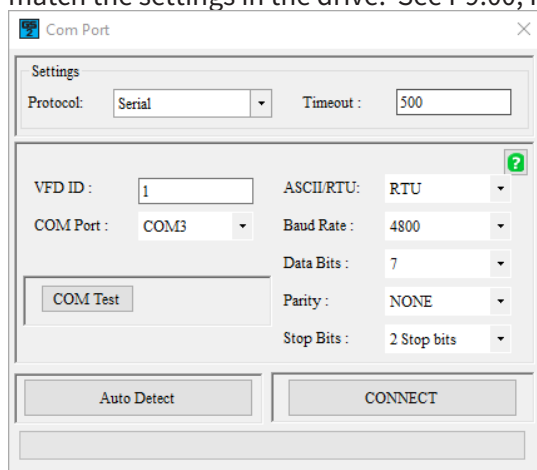 match the settings in the drive. See P9.00,
GS2 Com Port
Settings
Protocol: Serial Timeout : 500
?
VFD ID : 1 ASCII/RTU: RTU
COM Port : COM3 Baud Rate : 4800
Data Bits : 7
COM Test Parity : NONE
Stop Bits : 2 Stop bits
Auto Detect CONNECT